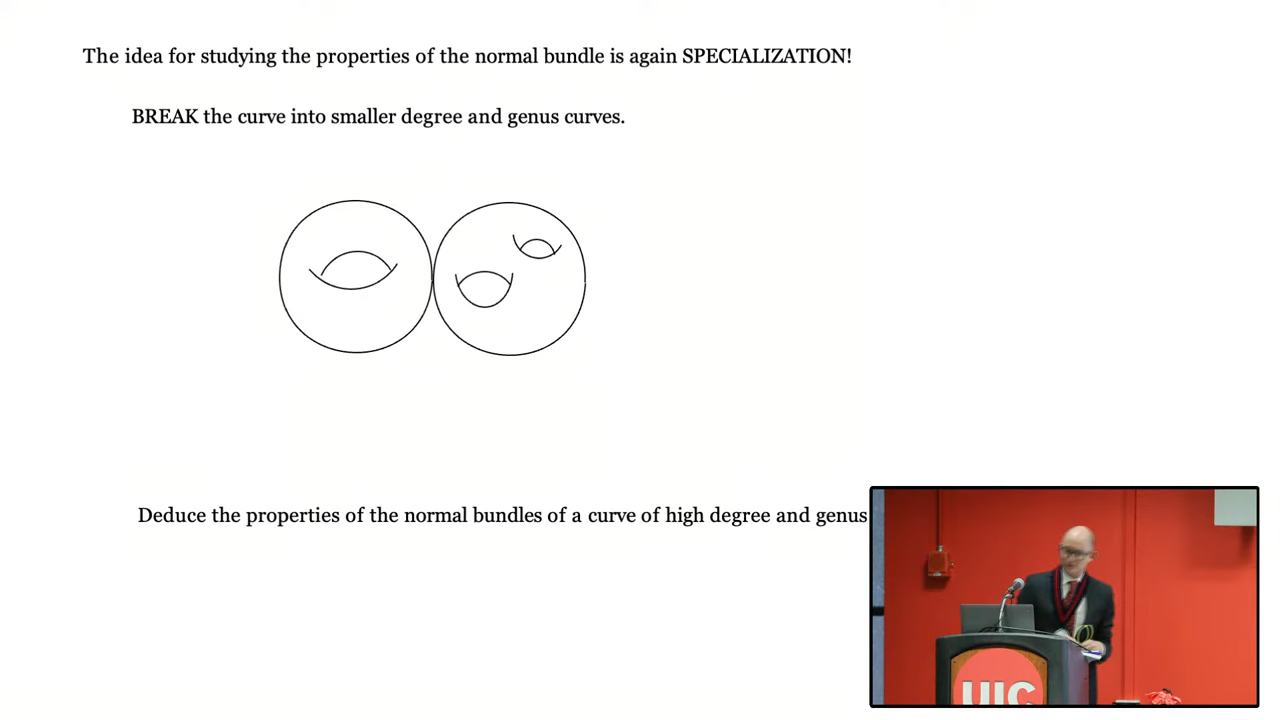 The idea for studying the properties of the normal bundle is again SPECIALIZATION!
BREAK the curve into smaller degree and genus curves.
Deduce the properties of the normal bundles of a curve of high degree and genus
UIC